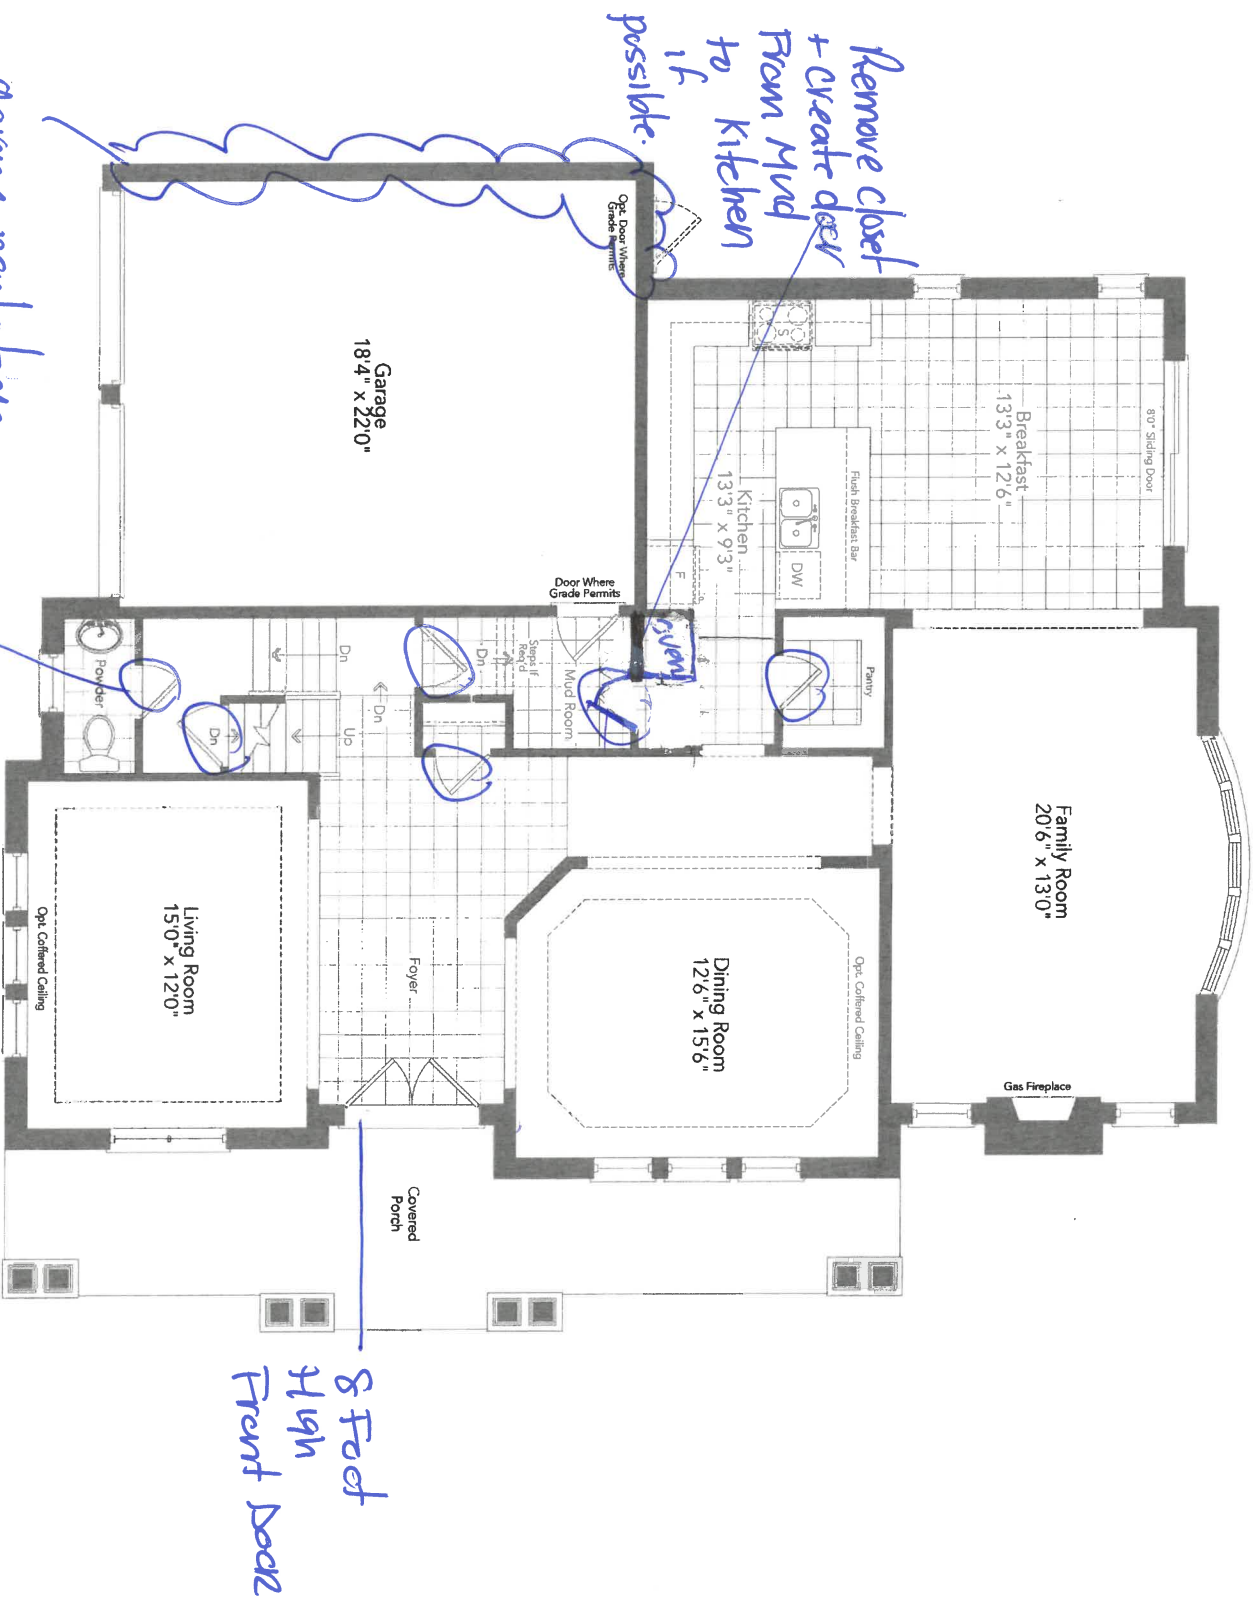 Remove closet
+ create door
From Mud
to Kitchen
if
possible.
Opt. Door Where
Grade Permits
Garage
18'4" x 22'0"
Door Where
Grade Permits
8'0" Sliding Door
Breakfast
13'3" x 12'6"
Flush Breakfast Bar
Kitchen
13'3" x 9'3"
S
DW
F
Pantry
Mud Room
Steps If
Req'd
Dn
Dn
Dn
Up
Dn
Powder
Family Room
20'6" x 13'0"
Gas Fireplace
Dining Room
12'6" x 15'6"
Opt. Coffered Ceiling
Foyer
Living Room
15'0" x 12'0"
Opt. Coffered Ceiling
Covered
Porch
8 Foot
High
Front Door